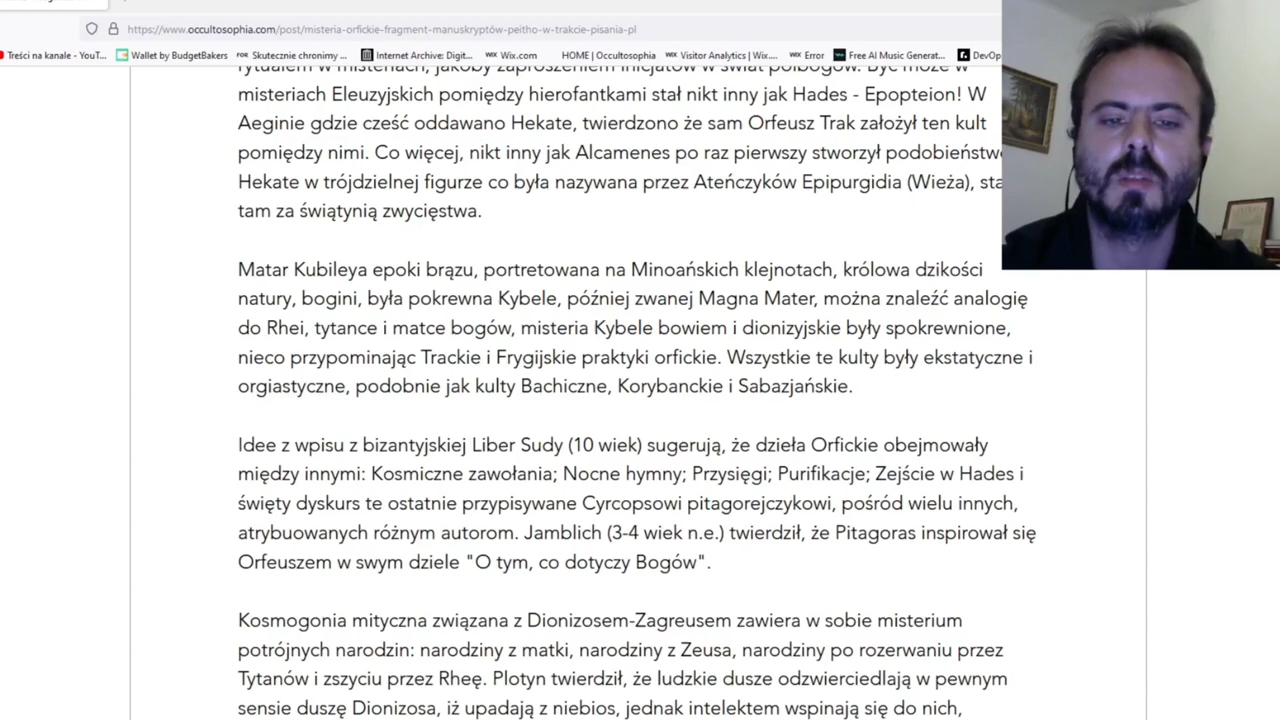 https://www.occultosophia.com/post/misteria-orfickie-fragment-manuskryptów-peitho-w-trakcie-pisania-pl
Treści na kanale - YouT... Wallet by BudgetBakers FOR Skutecznie chronimy ... Internet Archive: Digit... WiX Wix.com HOME | Occultosophia WiX Visitor Analytics | Wix.... WiX Error Free AI Music Generat... DevOp
rytuałem w misteriach, jakoby zaproszeniem inicjatów w świat półbogów. Być może w
misteriach Eleuzyjskich pomiędzy hierofantkami stał nikt inny jak Hades - Epopteion! W
Aeginie gdzie cześć oddawano Hekate, twierdzono że sam Orfeusz Trak założył ten kult
pomiędzy nimi. Co więcej, nikt inny jak Alcamenes po raz pierwszy stworzył podobieństwo
Hekate w trójdzielnej figurze co była nazywana przez Ateńczyków Epipurgidia (Wieża), sta
tam za świątynią zwycięstwa.
Matar Kubileya epoki brązu, portretowana na Minoańskich klejnotach, królowa dzikości
natury, bogini, była pokrewna Kybele, później zwanej Magna Mater, można znaleźć analogię
do Rhei, tytance i matce bogów, misteria Kybele bowiem i dionizyjskie były spokrewnione,
nieco przypominając Trackie i Frygijskie praktyki orfickie. Wszystkie te kulty były ekstatyczne i
orgiastyczne, podobnie jak kulty Bachiczne, Korybanckie i Sabazjańskie.
Idee z wpisu z bizantyjskiej Liber Sudy (10 wiek) sugerują, że dzieła Orfickie obejmowały
między innymi: Kosmiczne zawołania; Nocne hymny; Przysięgi; Purifikacje; Zejście w Hades i
święty dyskurs te ostatnie przypisywane Cyrcopsowi pitagorejczykowi, pośród wielu innych,
atrybuowanych różnym autorom. Jamblich (3-4 wiek n.e.) twierdził, że Pitagoras inspirował się
Orfeuszem w swym dziele "O tym, co dotyczy Bogów".
Kosmogonia mityczna związana z Dionizosem-Zagreusem zawiera w sobie misterium
potrójnych narodzin: narodziny z matki, narodziny z Zeusa, narodziny po rozerwaniu przez
Tytanów i zszyciu przez Rheę. Plotyn twierdził, że ludzkie dusze odzwierciedlają w pewnym
sensie duszę Dionizosa, iż upadają z niebios, jednak intelektem wspinają się do nich,